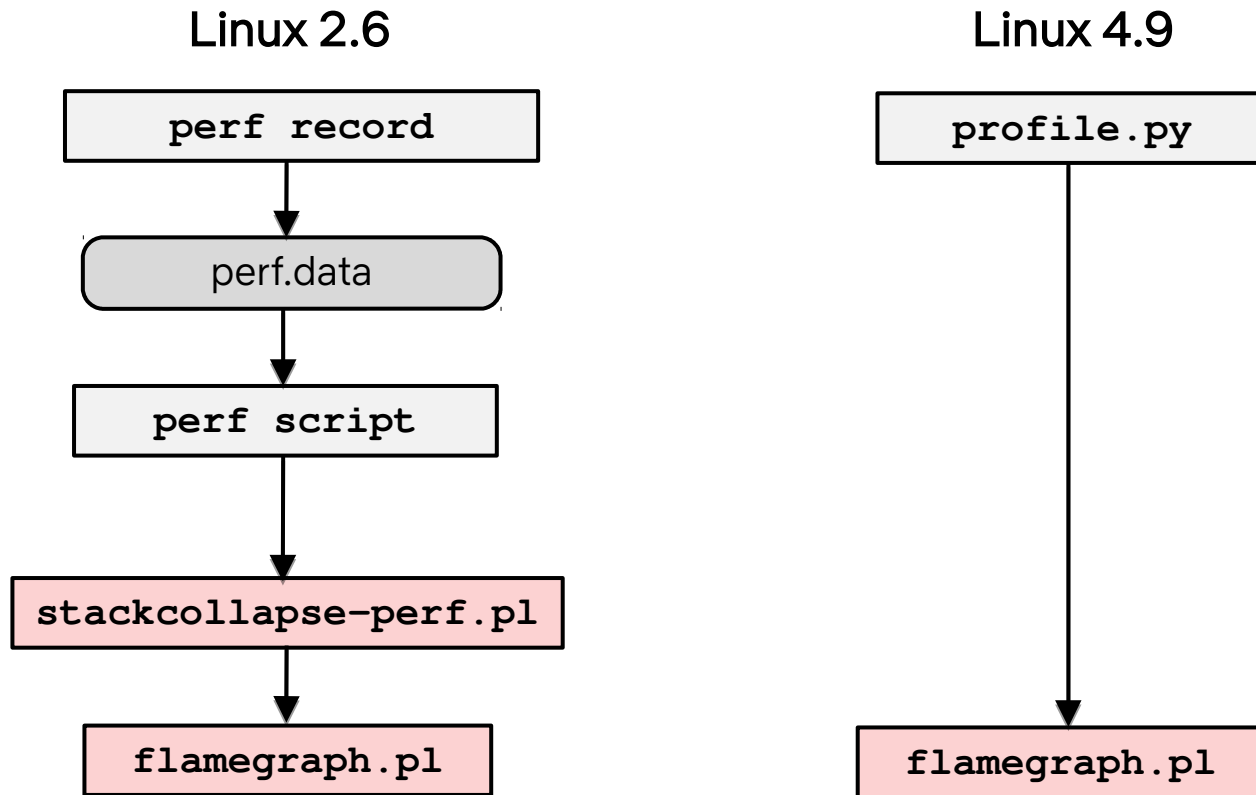 Linux 2.6
perf record
perf.data
perf script
stackcollapse-perf.pl
flamegraph.pl
Linux 4.9
profile.py
flamegraph.pl